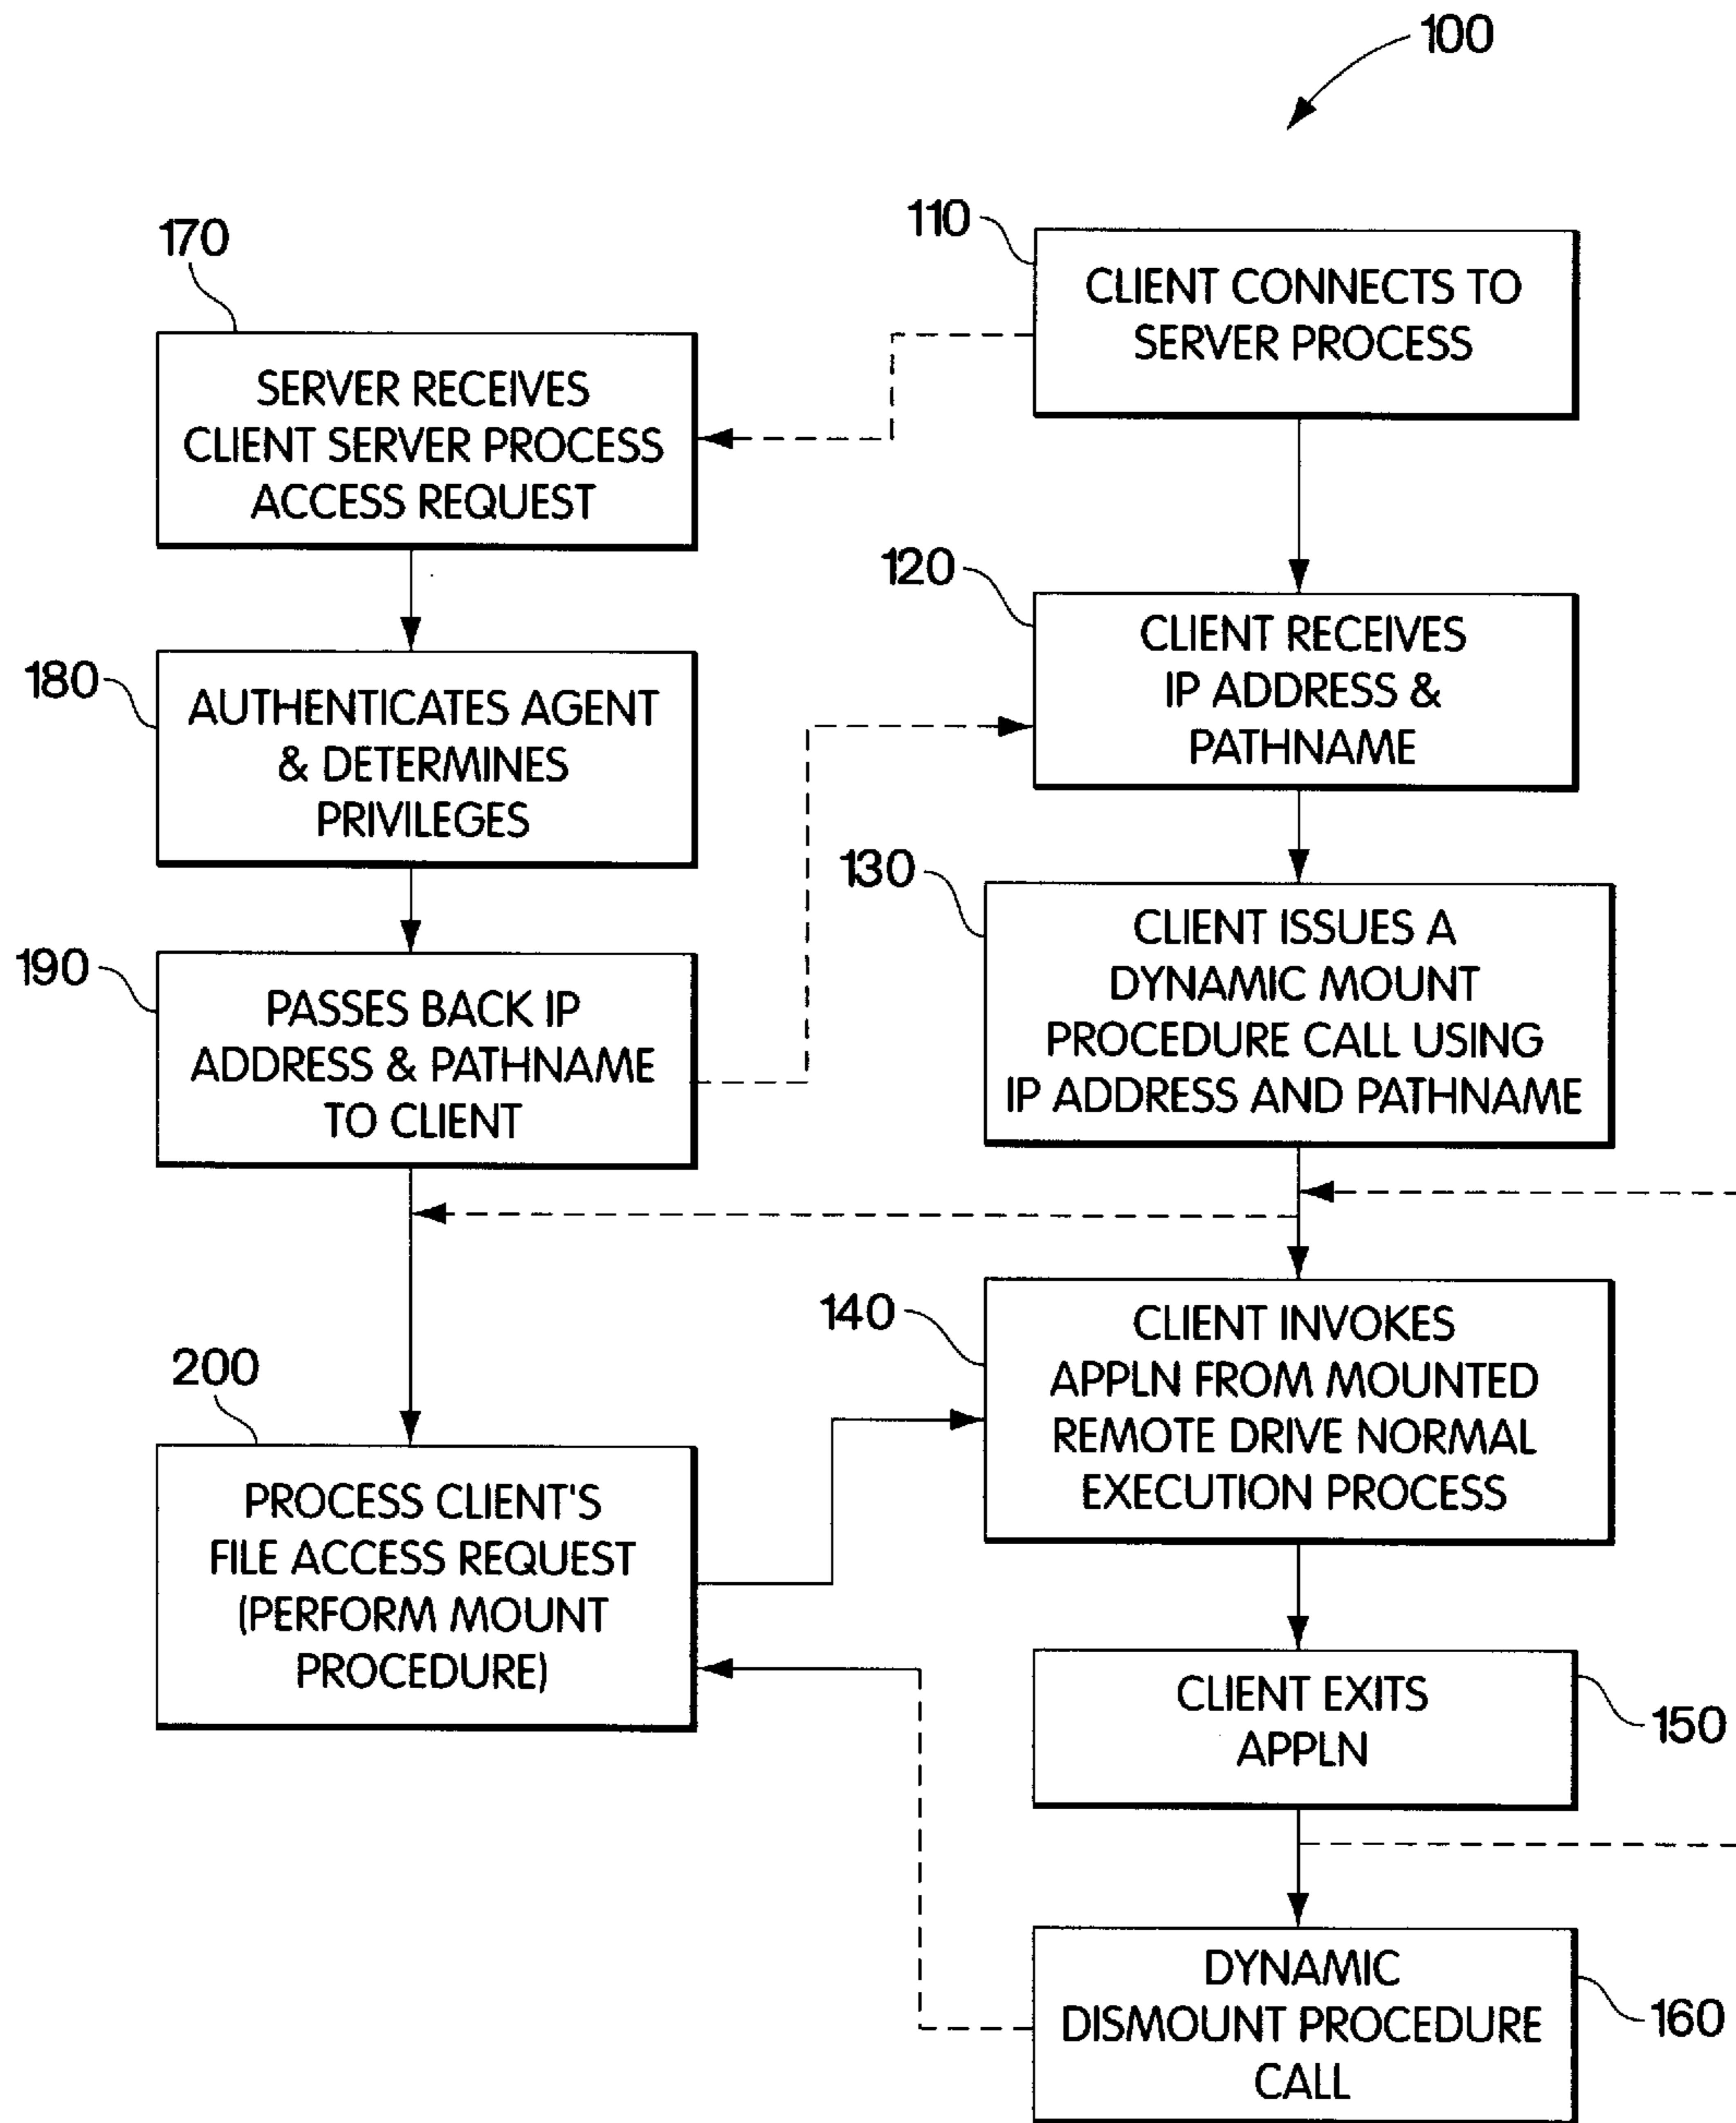 100
110
CLIENT CONNECTS TO
SERVER PROCESS
170
SERVER RECEIVES
CLIENT SERVER PROCESS
ACCESS REQUEST
120
CLIENT RECEIVES
IP ADDRESS &
PATHNAME
180
AUTHENTICATES AGENT
& DETERMINES
PRIVILEGES
130
CLIENT ISSUES A
DYNAMIC MOUNT
PROCEDURE CALL USING
IP ADDRESS AND PATHNAME
190
PASSES BACK IP
ADDRESS & PATHNAME
TO CLIENT
140
CLIENT INVOKES
APPLN FROM MOUNTED
REMOTE DRIVE NORMAL
EXECUTION PROCESS
200
PROCESS CLIENT'S
FILE ACCESS REQUEST
(PERFORM MOUNT
PROCEDURE)
CLIENT EXITS
APPLN
150
DYNAMIC
DISMOUNT PROCEDURE
CALL
160